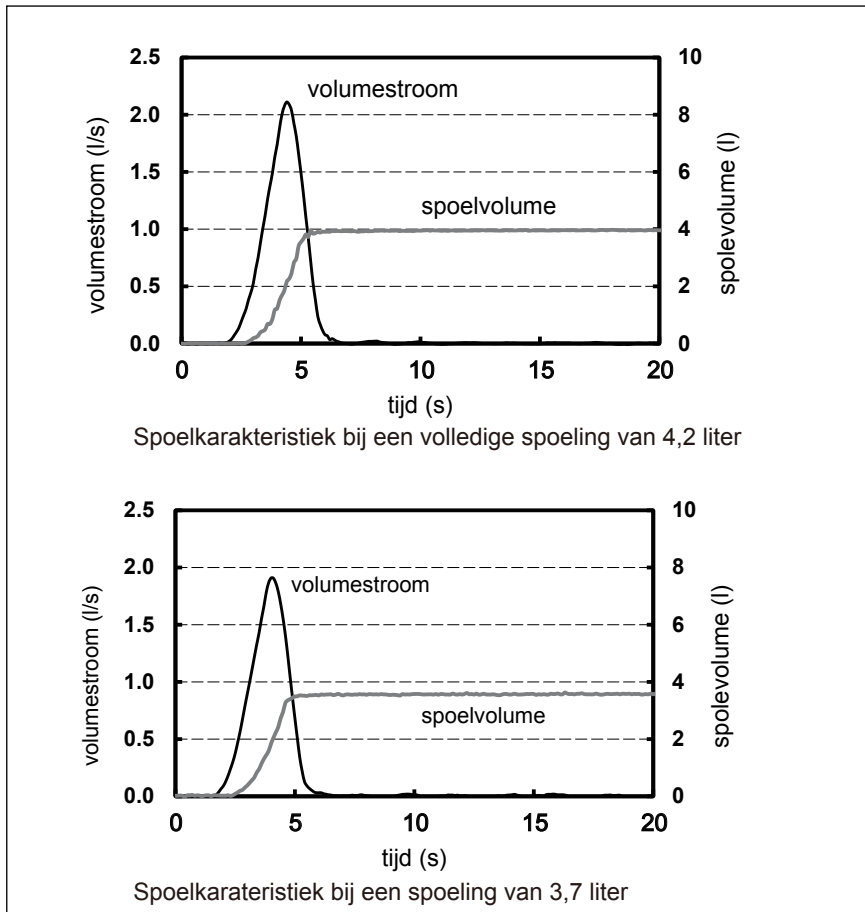 2.5
2.0
1.5
1.0
0.5
0.0
volumestroom (l/s)
10
8
6
4
2
0
spolevolume (l)
volumestroom
spoelvolume
0 5 10 15 20
tijd (s)
Spoelkarakteristiek bij een volledige spoeling van 4,2 liter
2.5
2.0
1.5
1.0
0.5
0.0
volumestroom (l/s)
10
8
6
4
2
0
spolevolume (l)
volumestroom
spoelvolume
0 5 10 15 20
tijd (s)
Spoelkarateristiek bij een spoeling van 3,7 liter